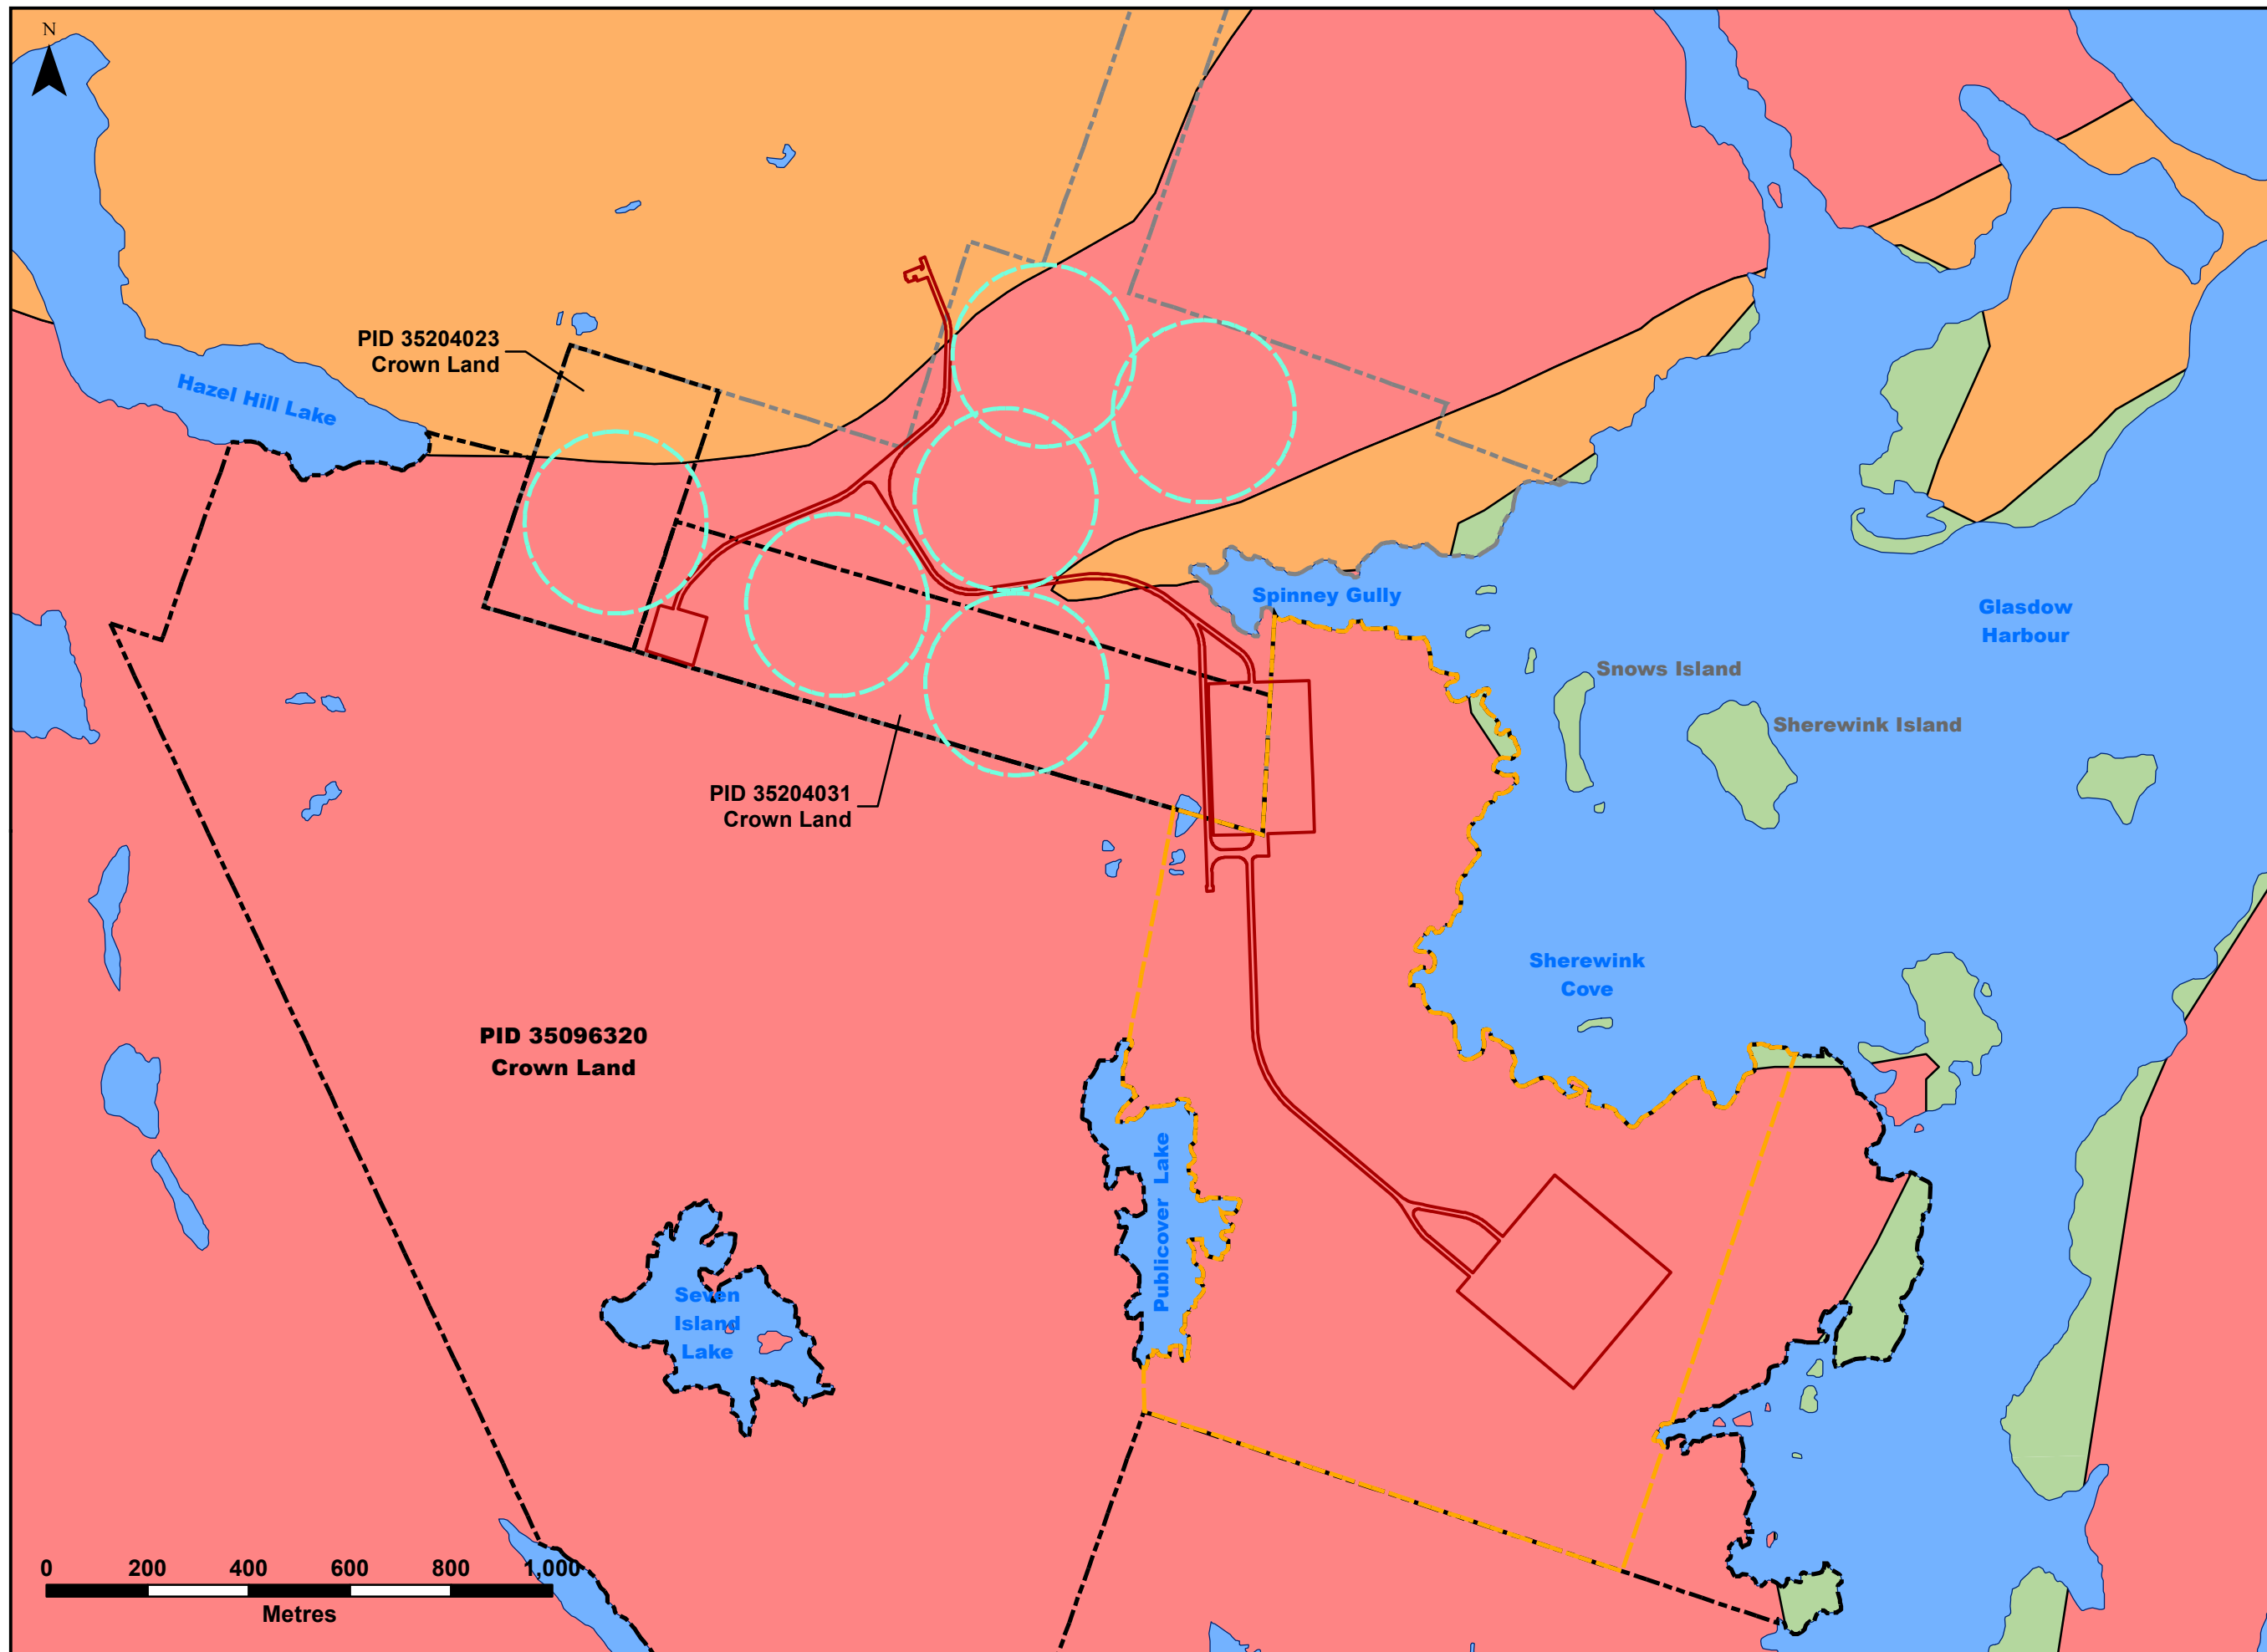 N
PID 35204023
Crown Land
Hazel Hill Lake
Spinney Gully
Glasdow
Harbour
Snows Island
Sherewink Island
PID 35204031
Crown Land
Sherewink
Cove
PID 35096320
Crown Land
Publicover Lake
Seven
Island
Lake
0 200 400 600 800 1,000
Metres